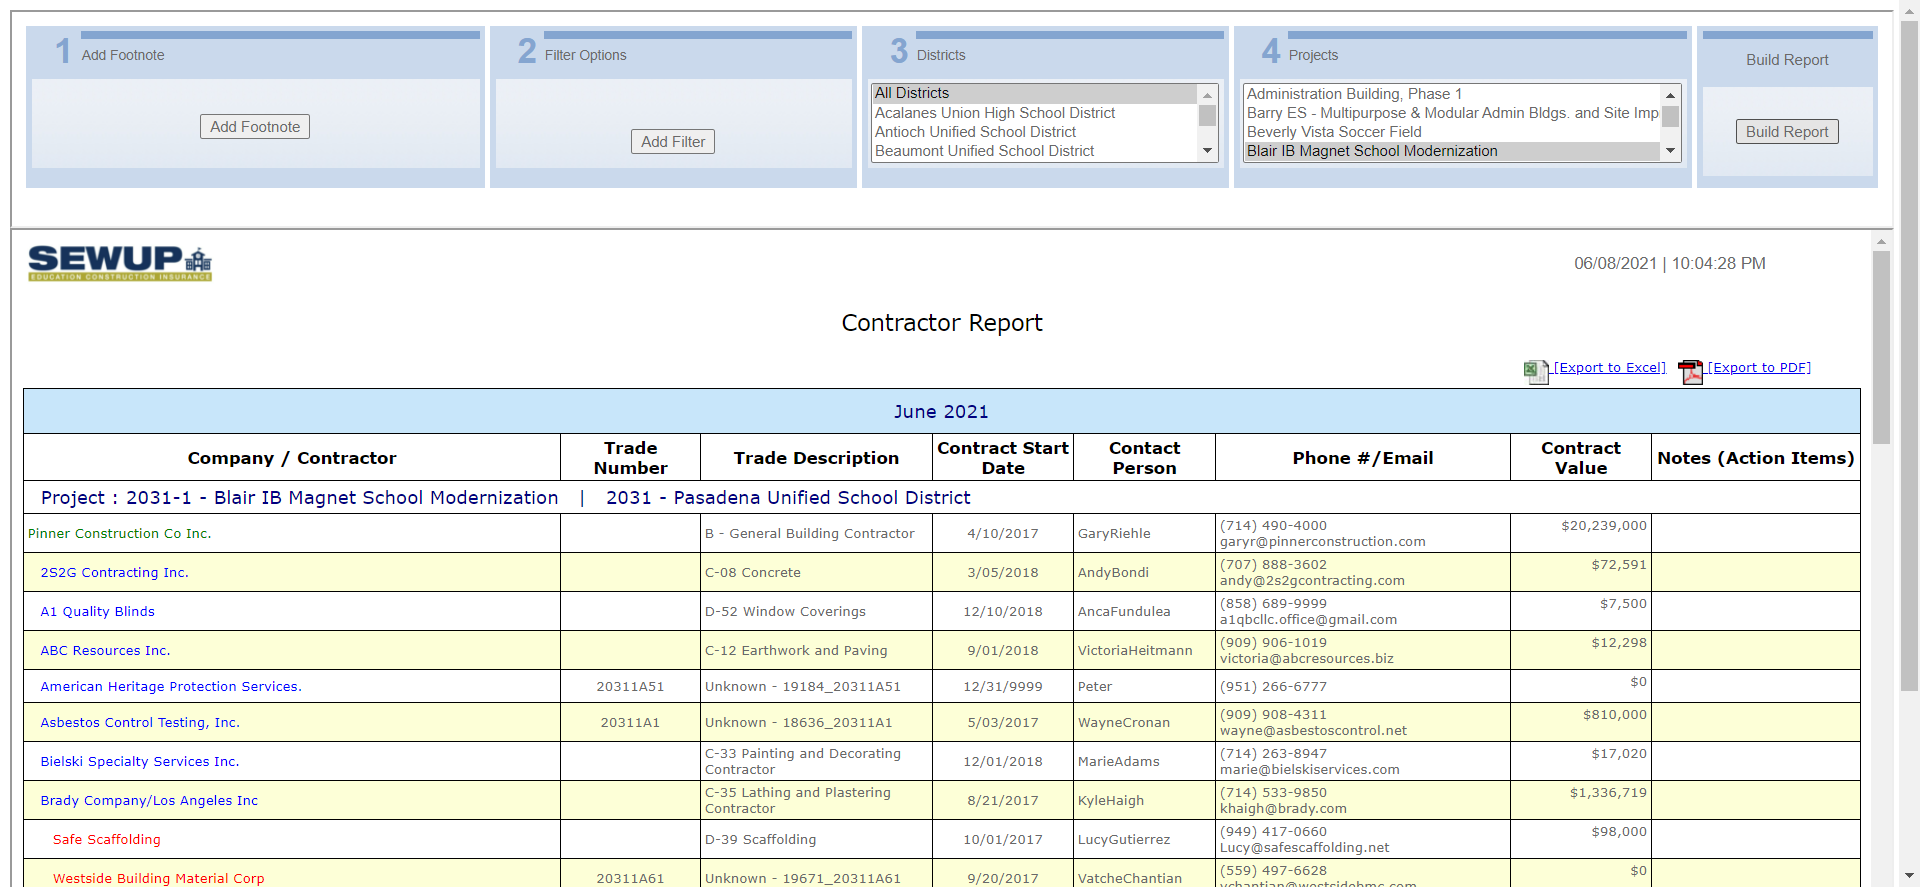 1 Add Footnote
Add Footnote
2 Filter Options
Add Filter
3 Districts
All Districts
Acalanes Union High School District
Antioch Unified School District
Beaumont Unified School District
4 Projects
Administration Building, Phase 1
Barry ES - Multipurpose & Modular Admin Bldgs. and Site Imp
Beverly Vista Soccer Field
Blair IB Magnet School Modernization
Build Report
Build Report
SEWUP
EDUCATION CONSTRUCTION INSURANCE
06/08/2021 | 10:04:28 PM
Contractor Report
[Export to Excel] [Export to PDF]
June 2021
Company / Contractor Trade Number Trade Description Contract Start Date Contact Person Phone #/Email Contract Value Notes (Action Items)
Project : 2031-1 - Blair IB Magnet School Modernization | 2031 - Pasadena Unified School District
Pinner Construction Co Inc. B - General Building Contractor 4/10/2017 GaryRiehle (714) 490-4000 garyr@pinnerconstruction.com $20,239,000
2S2G Contracting Inc. C-08 Concrete 3/05/2018 AndyBondi (707) 888-3602 andy@2s2gcontracting.com $72,591
A1 Quality Blinds D-52 Window Coverings 12/10/2018 AncaFundulea (858) 689-9999 a1qbcllc.office@gmail.com $7,500
ABC Resources Inc. C-12 Earthwork and Paving 9/01/2018 VictoriaHeitmann (909) 906-1019 victoria@abcresources.biz $12,298
American Heritage Protection Services. 20311A51 Unknown - 19184_20311A51 12/31/9999 Peter (951) 266-6777 $0
Asbestos Control Testing, Inc. 20311A1 Unknown - 18636_20311A1 5/03/2017 WayneCronan (909) 908-4311 wayne@asbestoscontrol.net $810,000
Bielski Specialty Services Inc. C-33 Painting and Decorating Contractor 12/01/2018 MarieAdams (714) 263-8947 marie@bielskiservices.com $17,020
Brady Company/Los Angeles Inc C-35 Lathing and Plastering Contractor 8/21/2017 KyleHaigh (714) 533-9850 khaigh@brady.com $1,336,719
Safe Scaffolding D-39 Scaffolding 10/01/2017 LucyGutierrez (949) 417-0660 Lucy@safescaffolding.net $98,000
Westside Building Material Corp 20311A61 Unknown - 19671_20311A61 9/20/2017 VatcheChantian (559) 497-6628 $0